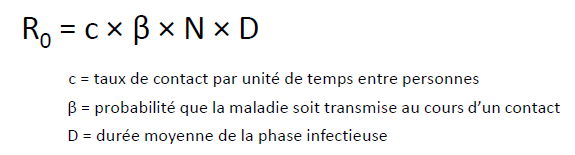 R₀ = c × β × N × D
c = taux de contact par unité de temps entre personnes
β = probabilité que la maladie soit transmise au cours d’un contact
D = durée moyenne de la phase infectieuse